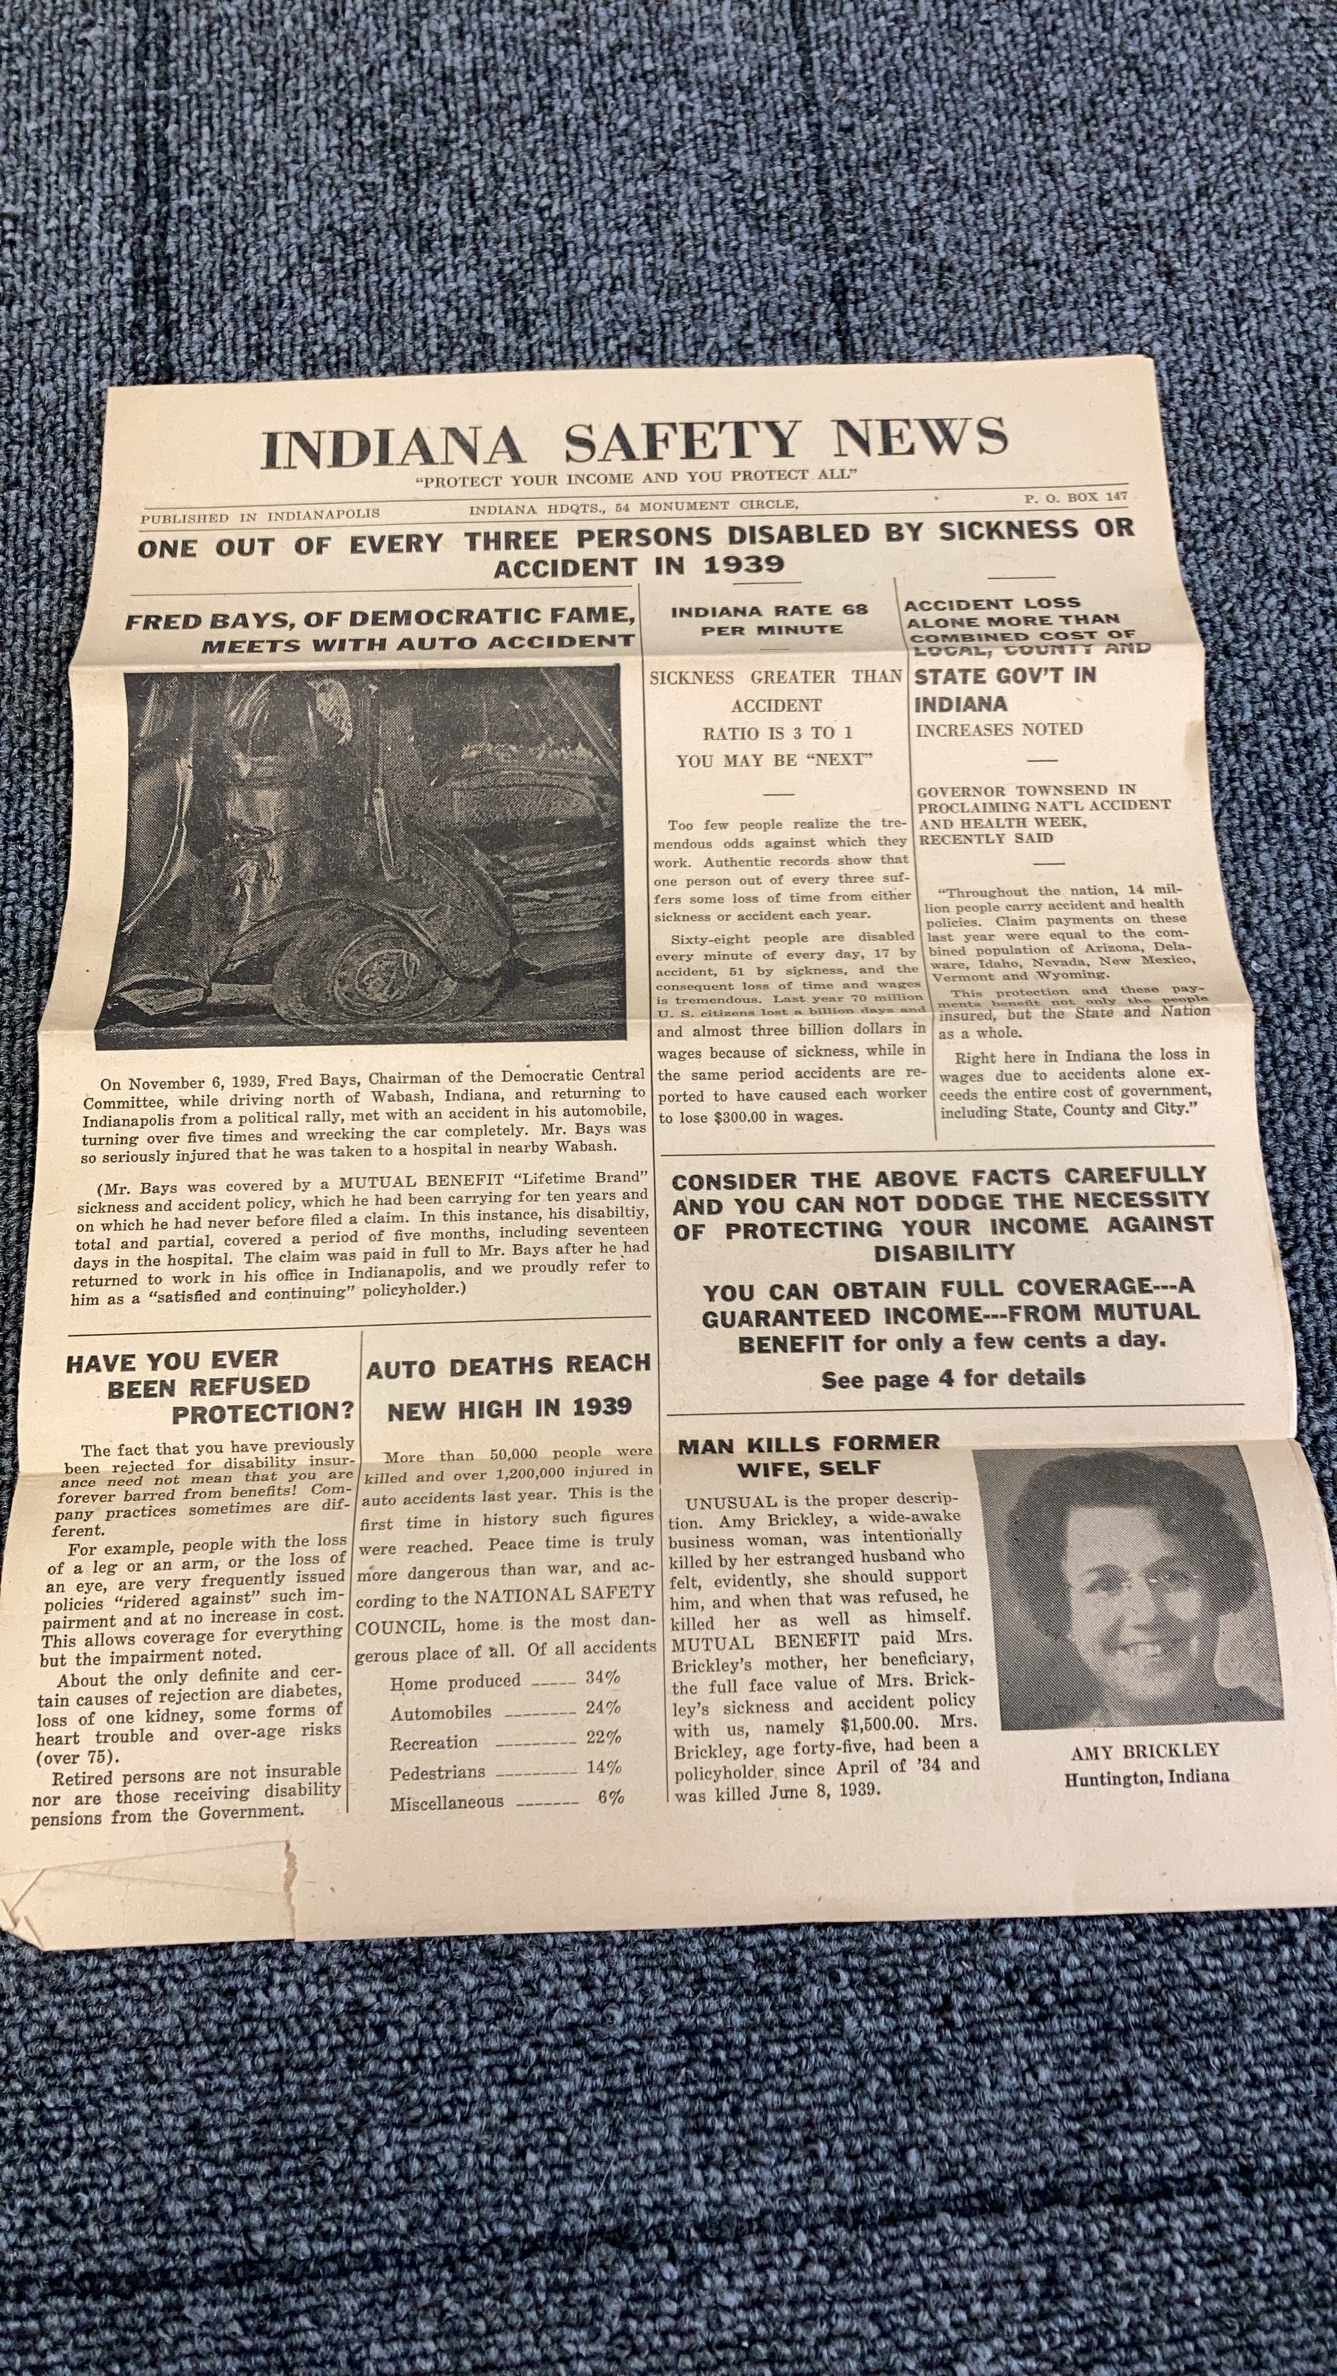 INDIANA SAFETY NEWS
“PROTECT YOUR INCOME AND YOU PROTECT ALL”
PUBLISHED IN INDIANAPOLIS INDIANA HDQTS., 54 MONUMENT CIRCLE, P. O. BOX 147
ONE OUT OF EVERY THREE PERSONS DISABLED BY SICKNESS OR
ACCIDENT IN 1939
FRED BAYS, OF DEMOCRATIC FAME,
MEETS WITH AUTO ACCIDENT
On November 6, 1939, Fred Bays, Chairman of the Democratic Central
Committee, while driving north of Wabash, Indiana, and returning to
Indianapolis from a political rally, met with an accident in his automobile,
turning over five times and wrecking the car completely. Mr. Bays was
so seriously injured that he was taken to a hospital in nearby Wabash.
(Mr. Bays was covered by a MUTUAL BENEFIT “Lifetime Brand”
sickness and accident policy, which he had been carrying for ten years and
on which he had never before filed a claim. In this instance, his disabiltiy,
total and partial, covered a period of five months, including seventeen
days in the hospital. The claim was paid in full to Mr. Bays after he had
returned to work in his office in Indianapolis, and we proudly refer to
him as a “satisfied and continuing” policyholder.)
INDIANA RATE 68
PER MINUTE
SICKNESS GREATER THAN
ACCIDENT
RATIO IS 3 TO 1
YOU MAY BE “NEXT”
Too few people realize the tre-
mendous odds against which they
work. Authentic records show that
one person out of every three suf-
fers some loss of time from either
sickness or accident each year.
Sixty-eight people are disabled
every minute of every day, 17 by
accident, 51 by sickness, and the
consequent loss of time and wages
is tremendous. Last year 70 million
U. S. citizens lost a billion days and
and almost three billion dollars in
wages because of sickness, while in
the same period accidents are re-
ported to have caused each worker
to lose $300.00 in wages.
ACCIDENT LOSS
ALONE MORE THAN
COMBINED COST OF
LOCAL, COUNTY AND
STATE GOV'T IN
INDIANA
INCREASES NOTED
GOVERNOR TOWNSEND IN
PROCLAIMING NAT'L ACCIDENT
AND HEALTH WEEK,
RECENTLY SAID
“Throughout the nation, 14 mil-
lion people carry accident and health
policies. Claim payments on these
last year were equal to the com-
bined population of Arizona, Dela-
ware, Idaho, Nevada, New Mexico,
Vermont and Wyoming.
This protection and these pay-
ments benefit not only the people
insured, but the State and Nation
as a whole.
Right here in Indiana the loss in
wages due to accidents alone ex-
ceeds the entire cost of government,
including State, County and City.”
CONSIDER THE ABOVE FACTS CAREFULLY
AND YOU CAN NOT DODGE THE NECESSITY
OF PROTECTING YOUR INCOME AGAINST
DISABILITY
YOU CAN OBTAIN FULL COVERAGE---A
GUARANTEED INCOME---FROM MUTUAL
BENEFIT for only a few cents a day.
See page 4 for details
HAVE YOU EVER
BEEN REFUSED
PROTECTION?
The fact that you have previously
been rejected for disability insur-
ance need not mean that you are
forever barred from benefits! Com-
pany practices sometimes are dif-
ferent.
For example, people with the loss
of a leg or an arm, or the loss of
an eye, are very frequently issued
policies “ridered against” such im-
pairment and at no increase in cost.
This allows coverage for everything
but the impairment noted.
About the only definite and cer-
tain causes of rejection are diabetes,
loss of one kidney, some forms of
heart trouble and over-age risks
(over 75).
Retired persons are not insurable
nor are those receiving disability
pensions from the Government.
AUTO DEATHS REACH
NEW HIGH IN 1939
More than 50,000 people were
killed and over 1,200,000 injured in
auto accidents last year. This is the
first time in history such figures
were reached. Peace time is truly
more dangerous than war, and ac-
cording to the NATIONAL SAFETY
COUNCIL, home is the most dan-
gerous place of all. Of all accidents
Home produced ----- 34%
Automobiles -------- 24%
Recreation --------- 22%
Pedestrians --------- 14%
Miscellaneous ------- 6%
MAN KILLS FORMER
WIFE, SELF
UNUSUAL is the proper descrip-
tion. Amy Brickley, a wide-awake
business woman, was intentionally
killed by her estranged husband who
felt, evidently, she should support
him, and when that was refused, he
killed her as well as himself.
MUTUAL BENEFIT paid Mrs.
Brickley's mother, her beneficiary,
the full face value of Mrs. Brick-
ley's sickness and accident policy
with us, namely $1,500.00. Mrs.
Brickley, age forty-five, had been a
policyholder since April of '34 and
was killed June 8, 1939.
AMY BRICKLEY
Huntington, Indiana